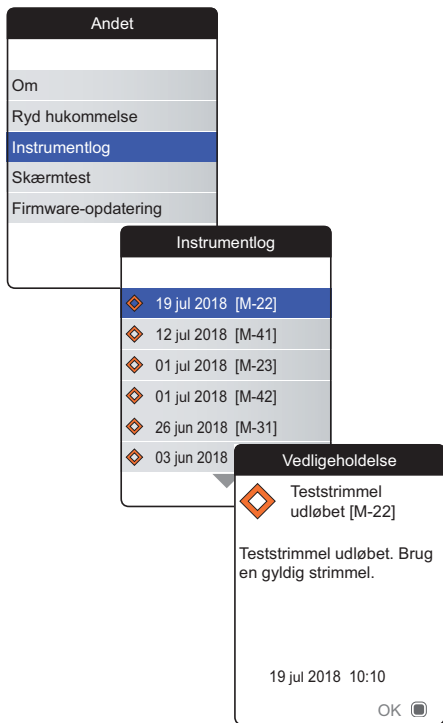 Andet
Om
Ryd hukommelse
Instrumentlog
Skærmtest
Firmware-opdatering
Instrumentlog
19 jul 2018 [M-22]
12 jul 2018 [M-41]
01 jul 2018 [M-23]
01 jul 2018 [M-42]
26 jun 2018 [M-31]
03 jun 2018
Vedligeholdelse
Teststrimmel
udløbet [M-22]
Teststrimmel udløbet. Brug
en gyldig strimmel.
19 jul 2018 10:10
OK